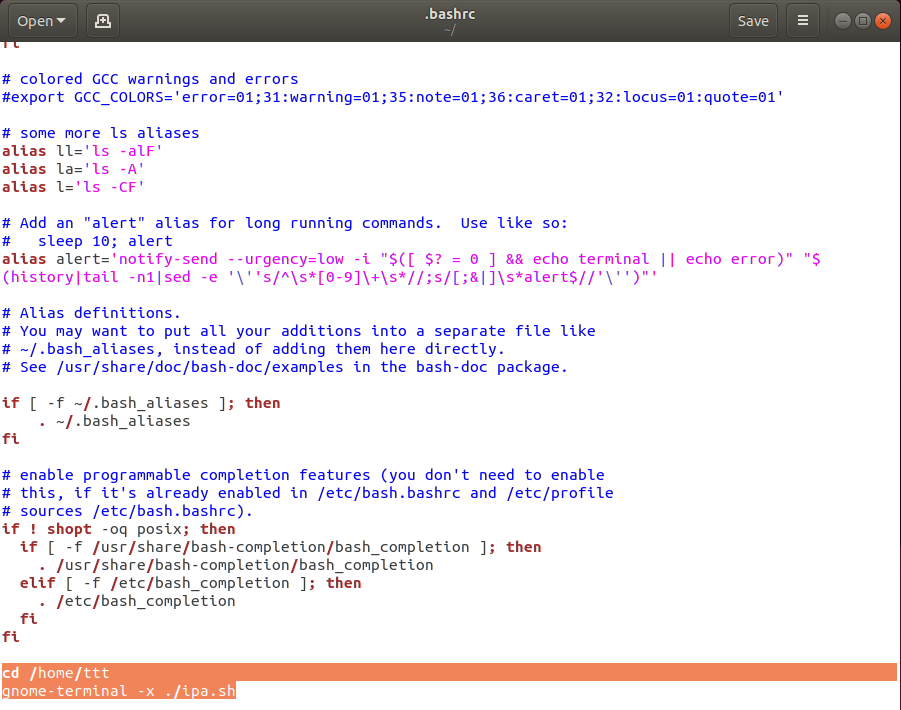 Open
.bashrc
~/
Save
fi
# colored GCC warnings and errors
#export GCC_COLORS='error=01;31:warning=01;35:note=01;36:caret=01;32:locus=01:quote=01'
# some more ls aliases
alias ll='ls -alF'
alias la='ls -A'
alias l='ls -CF'
# Add an "alert" alias for long running commands.  Use like so:
#   sleep 10; alert
alias alert='notify-send --urgency=low -i "$([ $? = 0 ] && echo terminal || echo error)" "$
(history|tail -n1|sed -e '\''s/^\s*[0-9]\+\s*//;s/[;&|]\s*alert$//'\'')"'
# Alias definitions.
# You may want to put all your additions into a separate file like
# ~/.bash_aliases, instead of adding them here directly.
# See /usr/share/doc/bash-doc/examples in the bash-doc package.
if [ -f ~/.bash_aliases ]; then
    . ~/.bash_aliases
fi
# enable programmable completion features (you don't need to enable
# this, if it's already enabled in /etc/bash.bashrc and /etc/profile
# sources /etc/bash.bashrc).
if ! shopt -oq posix; then
  if [ -f /usr/share/bash-completion/bash_completion ]; then
    . /usr/share/bash-completion/bash_completion
  elif [ -f /etc/bash_completion ]; then
    . /etc/bash_completion
  fi
fi
cd /home/ttt
gnome-terminal -x ./ipa.sh